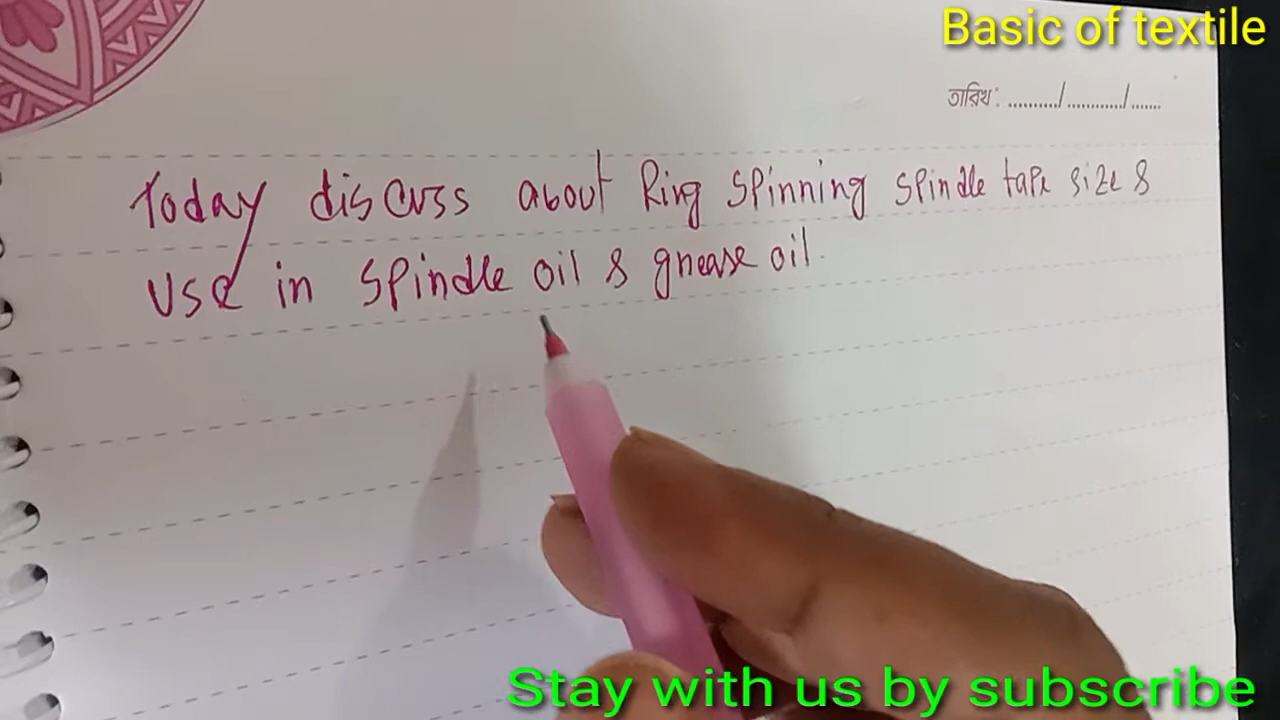 Basic of textile
তারিখ: ........../............/......
Today discuss about Ring Spinning Spindle tape size &
Use in Spindle oil & grease oil.
Stay with us by subscribe